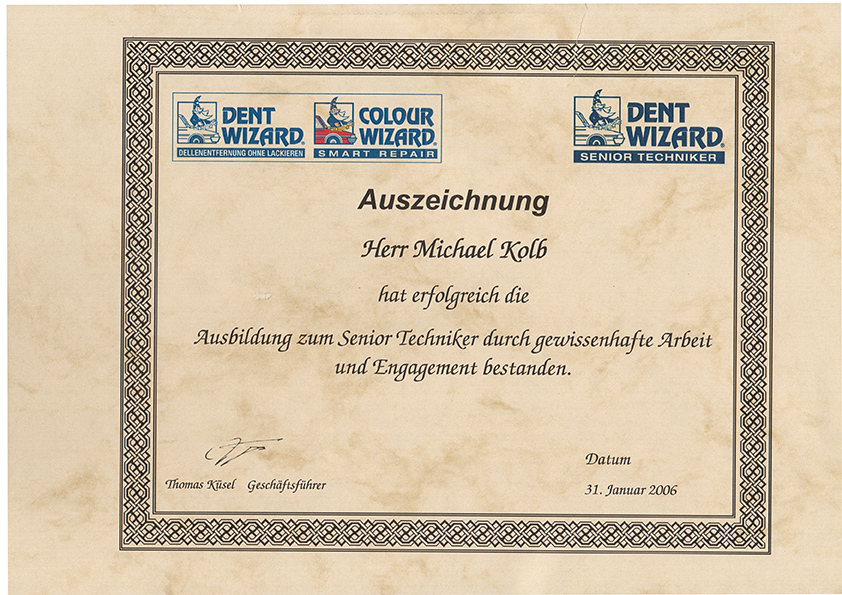 DENT WIZARD®
DELLENENTFERNUNG OHNE LACKIEREN
COLOUR WIZARD®
SMART REPAIR
DENT WIZARD®
SENIOR TECHNIKER
Auszeichnung
Herr Michael Kolb
hat erfolgreich die
Ausbildung zum Senior Techniker durch gewissenhafte Arbeit
und Engagement bestanden.
Thomas Küsel Geschäftsführer
Datum
31. Januar 2006